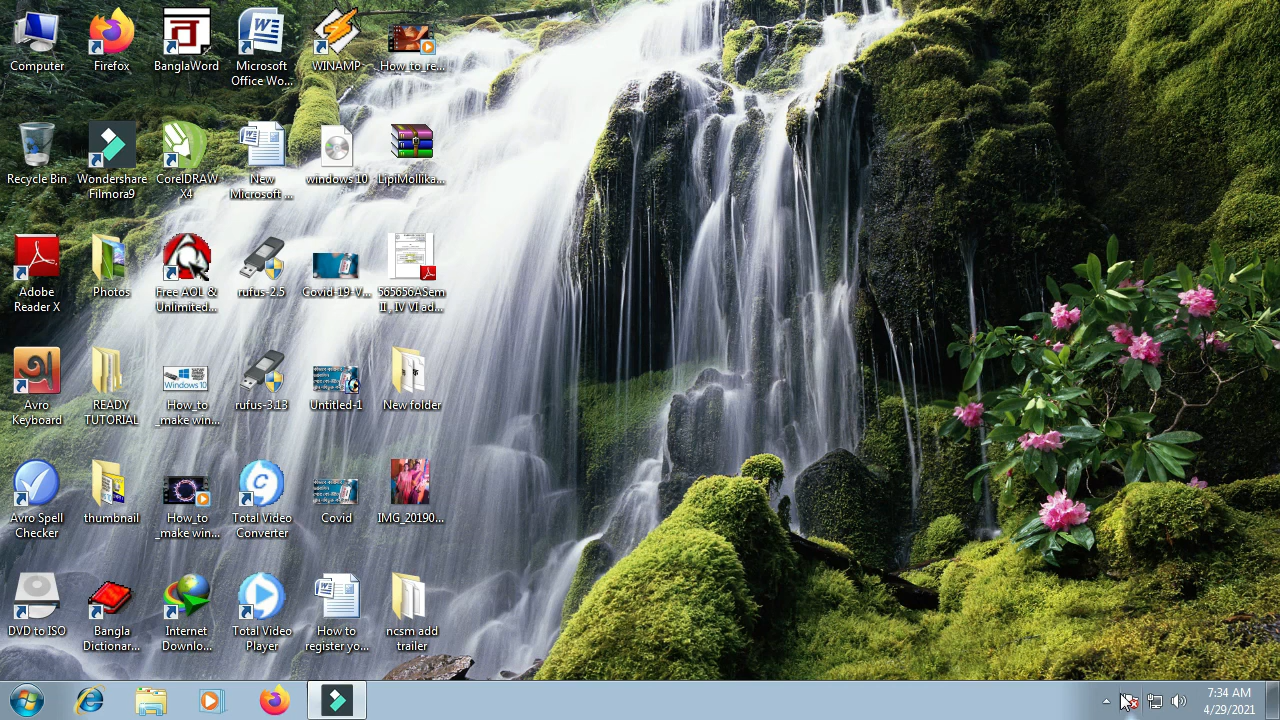 Computer
Firefox
BanglaWord
Microsoft
Office Wo...
WINAMP
How_to_re...
Recycle Bin
Wondershare
Filmora9
CorelDRAW
X4
New
Microsoft ...
windows 10
LipiMollika...
Adobe
Reader X
Photos
Free AOL &
Unlimited...
rufus-2.5
Covid-19-V...
565656ASem
II , IV VI ad...
Avro
Keyboard
READY
TUTORIAL
Windows 10
How_to
_make win...
rufus-3.13
Untitled-1
New folder
Avro Spell
Checker
thumbnail
How_to
_make win...
Total Video
Converter
Covid
IMG_20190...
DVD to ISO
Bangla
Dictionar...
Internet
Downlo...
Total Video
Player
How to
register yo...
ncsm add
trailer
7:34 AM
4/29/2021